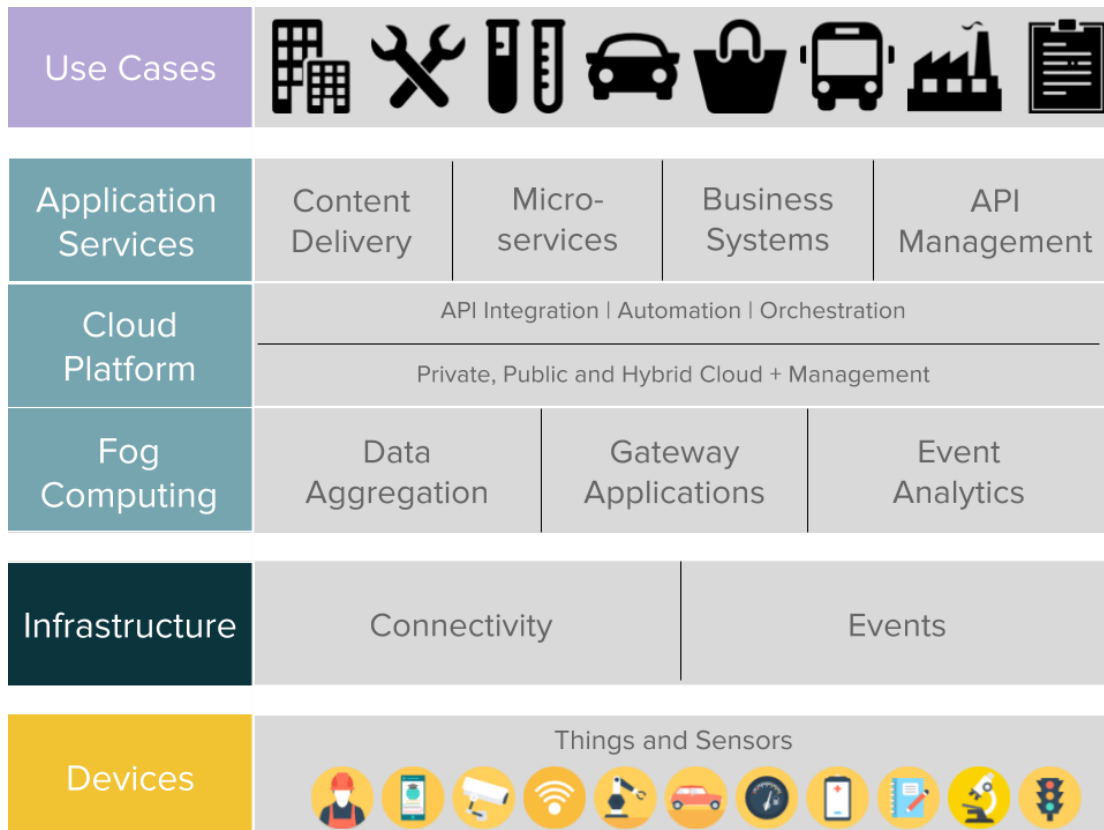 Use Cases
Application
Services
Content
Delivery
Micro-
services
Business
Systems
API
Management
Cloud
Platform
API Integration | Automation | Orchestration
Private, Public and Hybrid Cloud + Management
Fog
Computing
Data
Aggregation
Gateway
Applications
Event
Analytics
Infrastructure
Connectivity
Events
Devices
Things and Sensors